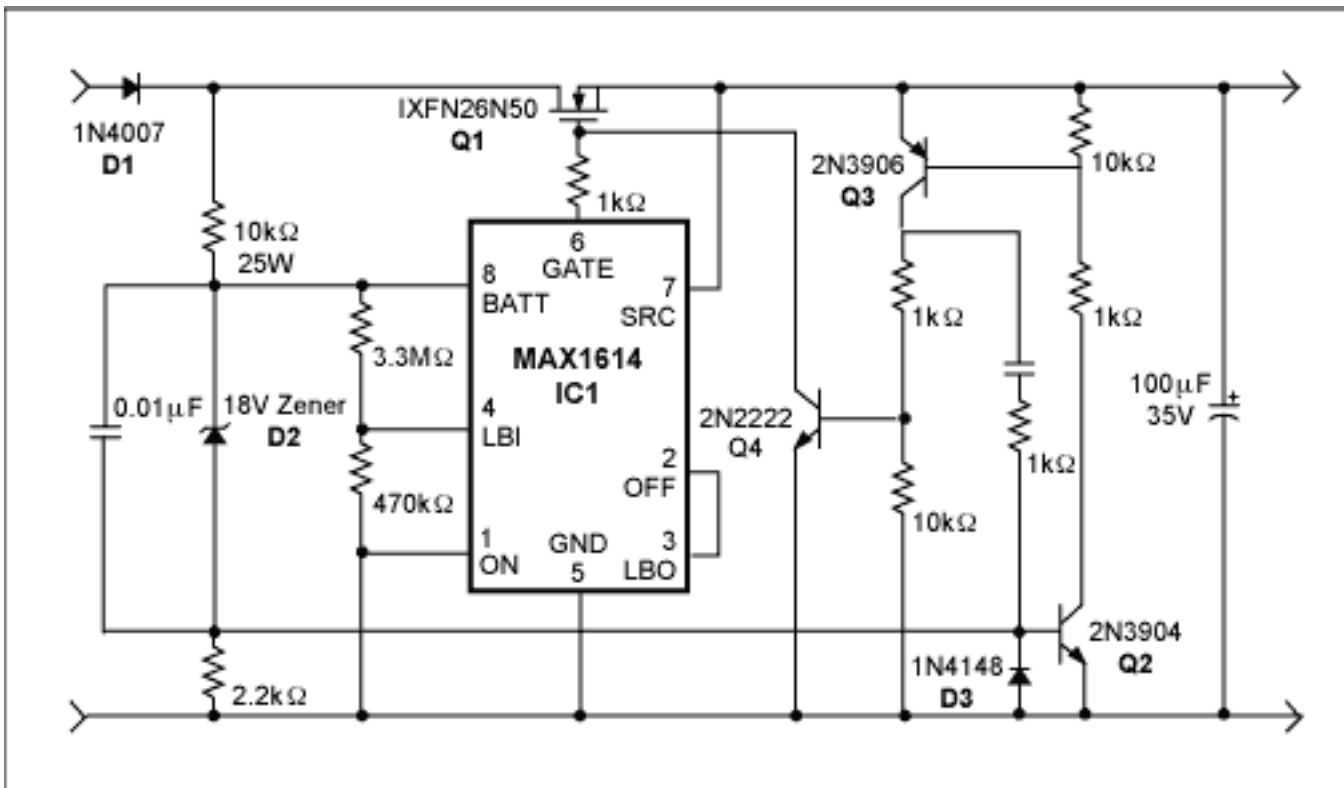 1N4007
D1
IXFN26N50
Q1
1kΩ
10kΩ
25W
0.01μF
18V Zener
D2
3.3MΩ
470kΩ
2.2kΩ
6
GATE
8
BATT
7
SRC
MAX1614
IC1
4
LBI
2
OFF
1
ON
GND
5
3
LBO
2N3906
Q3
10kΩ
1kΩ
1kΩ
2N2222
Q4
1kΩ
10kΩ
100μF
35V
+
1N4148
D3
2N3904
Q2